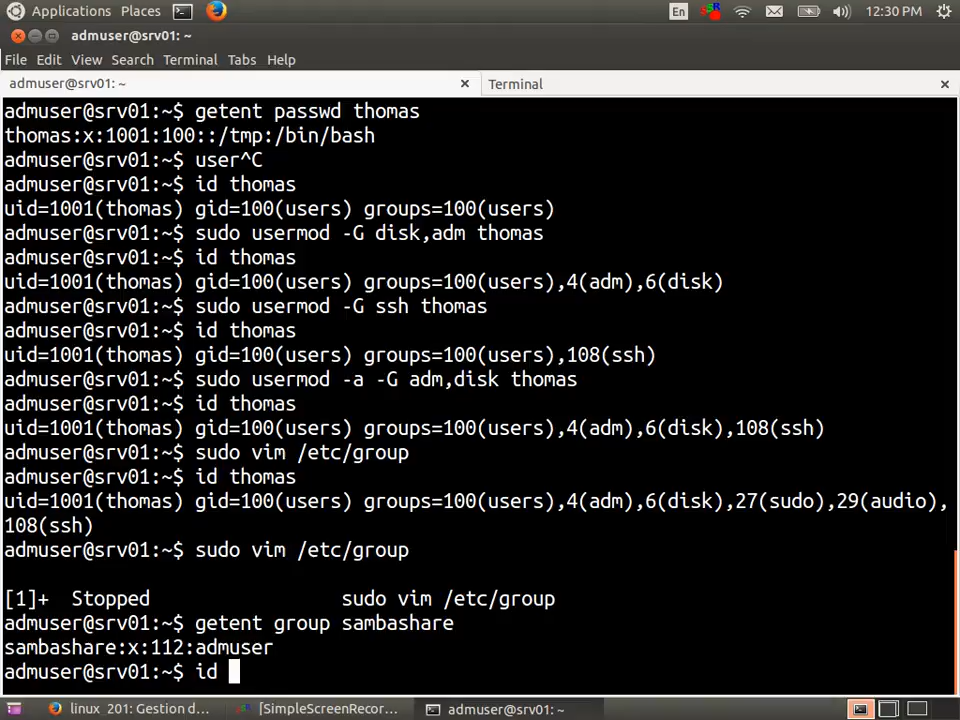 Applications Places En 12:30 PM
admuser@srv01: ~
File Edit View Search Terminal Tabs Help
admuser@srv01: ~ × Terminal ×
admuser@srv01:~$ getent passwd thomas
thomas:x:1001:100::/tmp:/bin/bash
admuser@srv01:~$ user^C
admuser@srv01:~$ id thomas
uid=1001(thomas) gid=100(users) groups=100(users)
admuser@srv01:~$ sudo usermod -G disk,adm thomas
admuser@srv01:~$ id thomas
uid=1001(thomas) gid=100(users) groups=100(users),4(adm),6(disk)
admuser@srv01:~$ sudo usermod -G ssh thomas
admuser@srv01:~$ id thomas
uid=1001(thomas) gid=100(users) groups=100(users),108(ssh)
admuser@srv01:~$ sudo usermod -a -G adm,disk thomas
admuser@srv01:~$ id thomas
uid=1001(thomas) gid=100(users) groups=100(users),4(adm),6(disk),108(ssh)
admuser@srv01:~$ sudo vim /etc/group
admuser@srv01:~$ id thomas
uid=1001(thomas) gid=100(users) groups=100(users),4(adm),6(disk),27(sudo),29(audio),
108(ssh)
admuser@srv01:~$ sudo vim /etc/group
[1]+  Stopped                 sudo vim /etc/group
admuser@srv01:~$ getent group sambashare
sambashare:x:112:admuser
admuser@srv01:~$ id
linux_201: Gestion d... [SimpleScreenRecor... admuser@srv01: ~